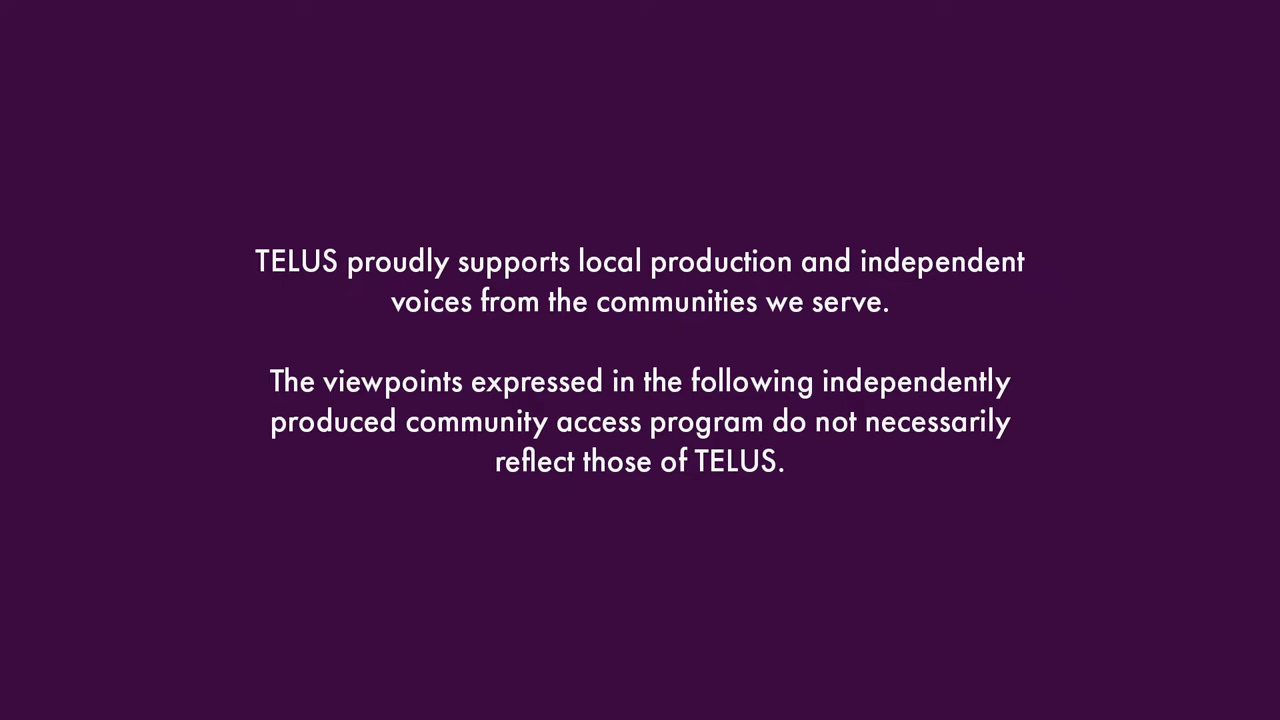 TELUS proudly supports local production and independent
voices from the communities we serve.
The viewpoints expressed in the following independently
produced community access program do not necessarily
reflect those of TELUS.